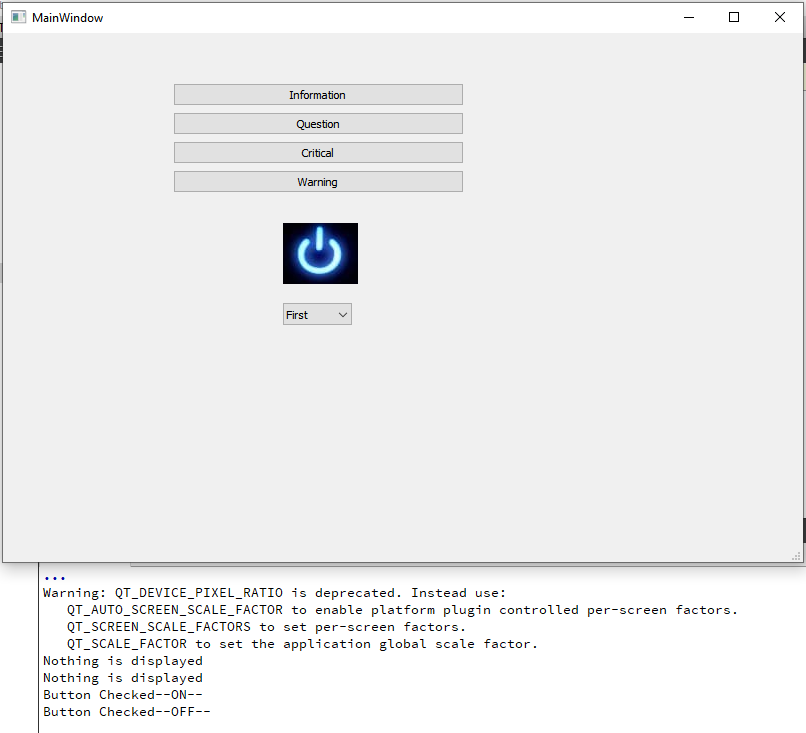 MainWindow
Information
Question
Critical
Warning
First
...
Warning: QT_DEVICE_PIXEL_RATIO is deprecated. Instead use:
   QT_AUTO_SCREEN_SCALE_FACTOR to enable platform plugin controlled per-screen factors.
   QT_SCREEN_SCALE_FACTORS to set per-screen factors.
   QT_SCALE_FACTOR to set the application global scale factor.
Nothing is displayed
Nothing is displayed
Button Checked--ON--
Button Checked--OFF--